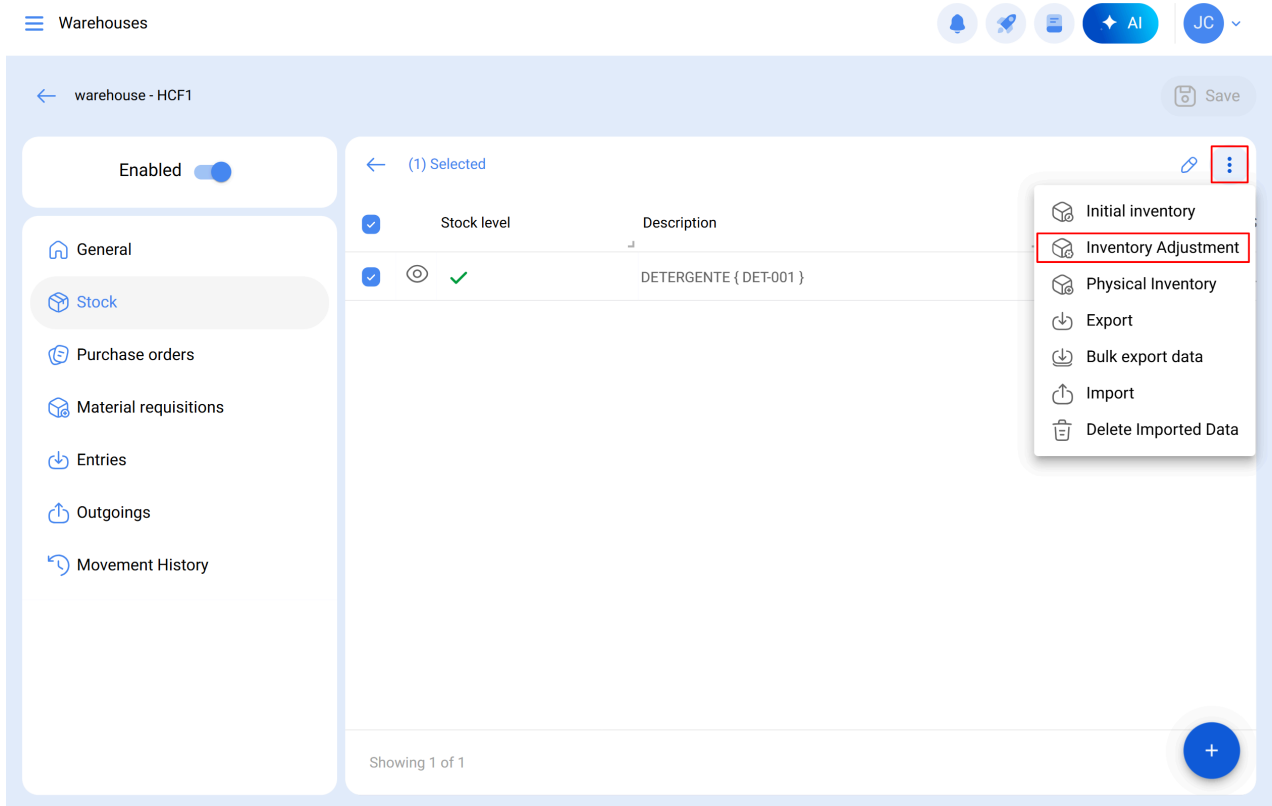 Warehouses
AI
JC
warehouse - HCF1
Save
Enabled
General
Stock
Purchase orders
Material requisitions
Entries
Outgoings
Movement History
(1) Selected
Stock level
Description
DETERGENTE { DET-001 }
Initial inventory
Inventory Adjustment
Physical Inventory
Export
Bulk export data
Import
Delete Imported Data
Showing 1 of 1